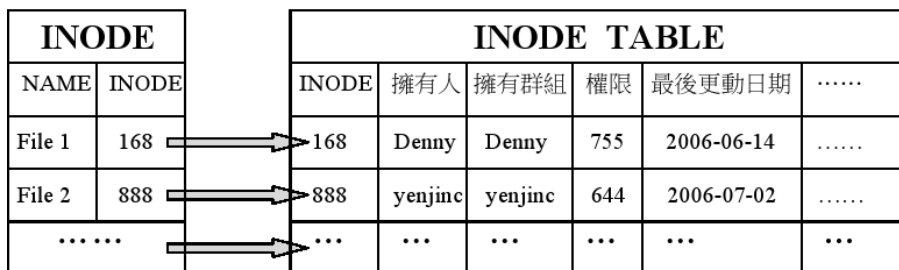 INODE INODE TABLE
NAME INODE INODE 擁有人 擁有群組 權限 最後更動日期 ⋯⋯
File 1 168 168 Denny Denny 755 2006-06-14 ……
File 2 888 888 yenjinc yenjinc 644 2006-07-02 ……
⋯⋯ ⋯ ⋯ ⋯ ⋯ ⋯ ⋯